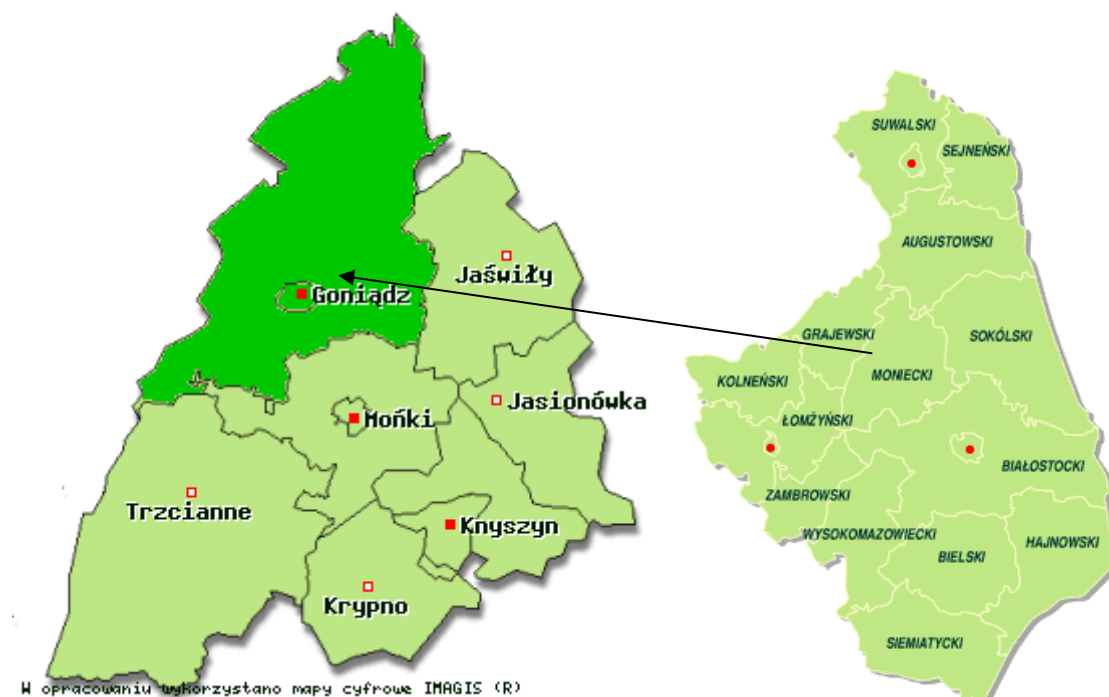 Jaświły
Goniądz
Jasionówka
Mońki
Trzcianne
Knyszyn
Krypno
W opracowaniu wykorzystano mapy cyfrowe IMAGIS (R)
SUWALSKI
SEJNEŃSKI
AUGUSTOWSKI
GRAJEWSKI
SOKÓLSKI
KOLNEŃSKI
MONIECKI
ŁOMŻYŃSKI
BIAŁOSTOCKI
ZAMBROWSKI
WYSOKOMAZOWIECKI
BIELSKI
HAJNOWSKI
SIEMIATYCKI